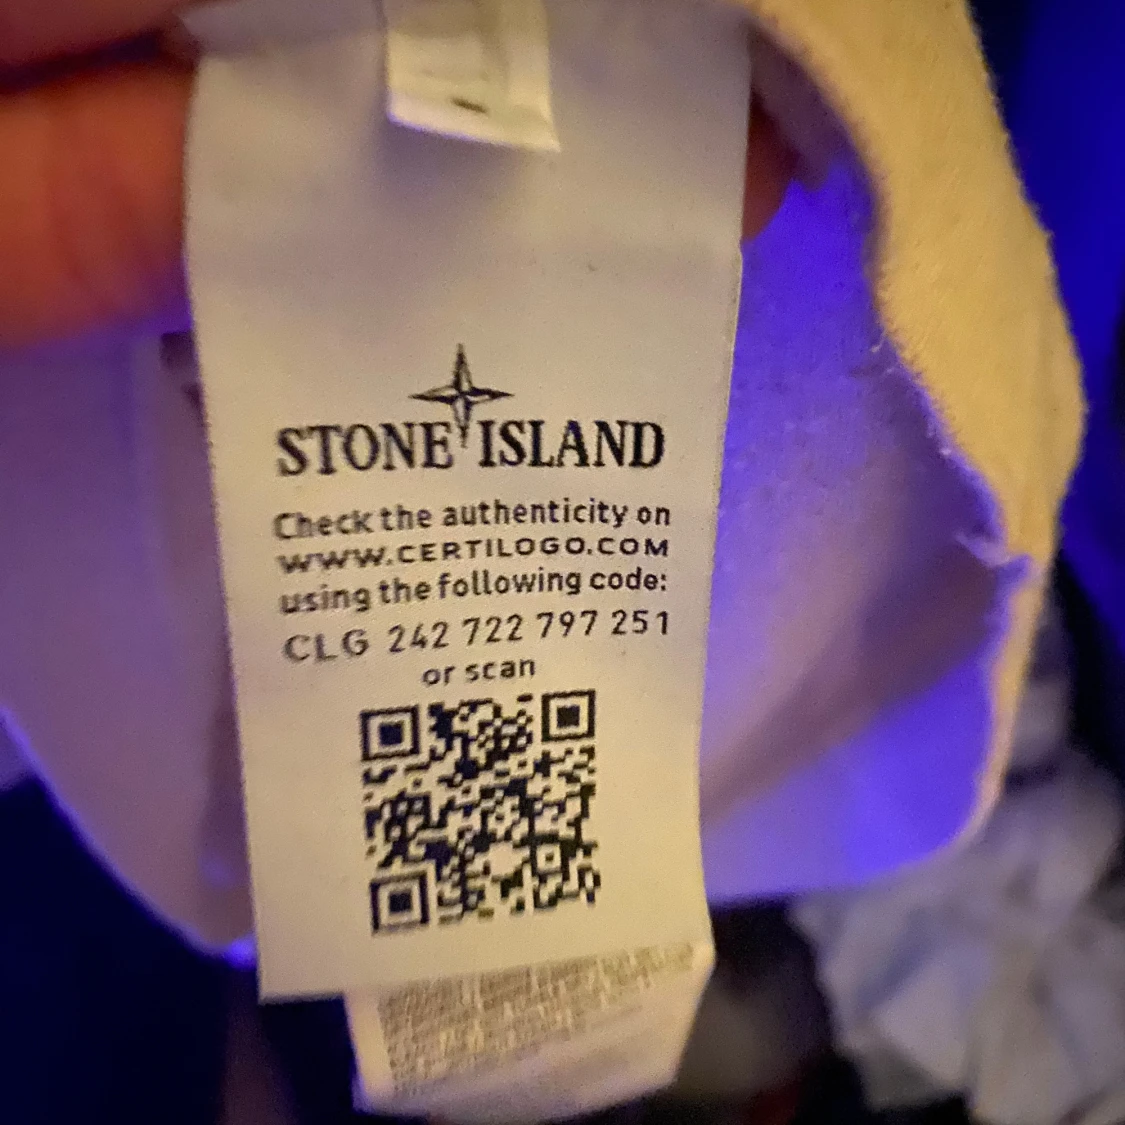 STONE ISLAND
Check the authenticity on
WWW.CERTILOGO.COM
using the following code:
CLG 242 722 797 251
or scan